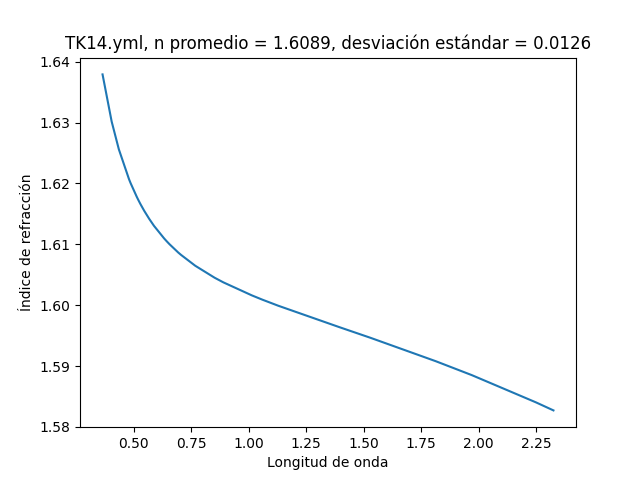 TK14.yml, n promedio = 1.6089, desviación estándar = 0.0126
1.64
1.63
1.62
1.61
1.60
1.59
1.58
Índice de refracción
0.50 0.75 1.00 1.25 1.50 1.75 2.00 2.25
Longitud de onda